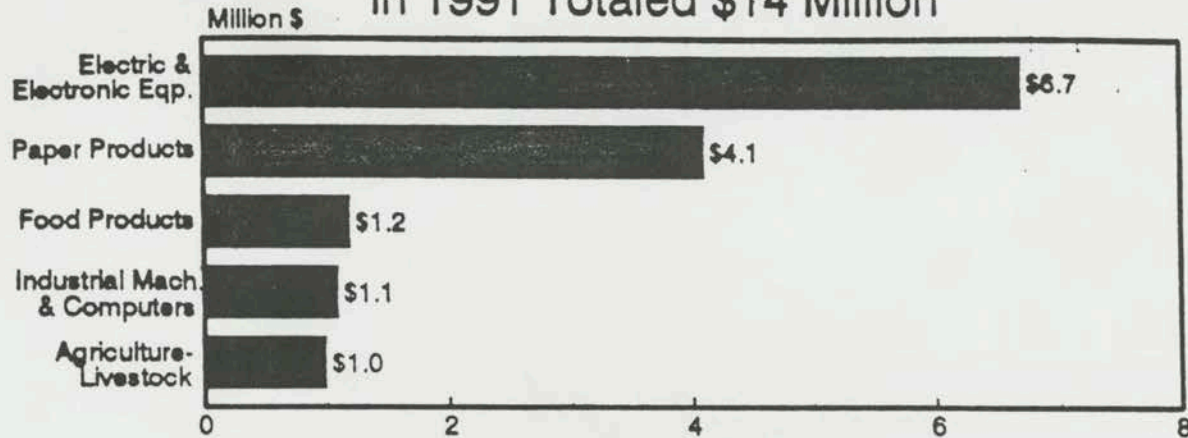 in 1991 Totaled $14 Million
Million $
Electric &
Electronic Eqp.
$6.7
Paper Products
$4.1
Food Products
$1.2
Industrial Mach.
& Computers
$1.1
Agriculture-
Livestock
$1.0
0 2 4 6 8